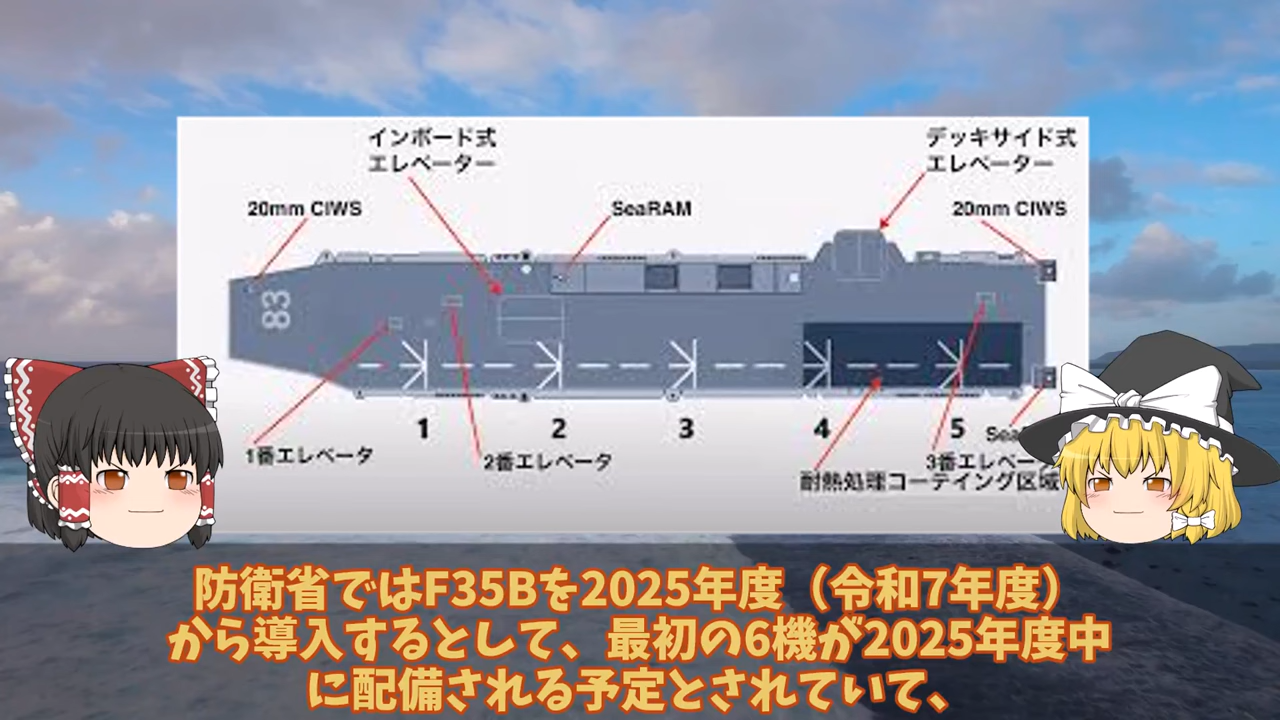 インボード式
エレベーター
デッキサイド式
エレベーター
20mm CIWS
SeaRAM
20mm CIWS
83
1
2
3
4
5
1番エレベータ
2番エレベータ
3番エレベータ
耐熱処理コーティング区域
防衛省ではF35Bを2025年度（令和7年度）
から導入するとして、最初の6機が2025年度中
に配備される予定とされていて、